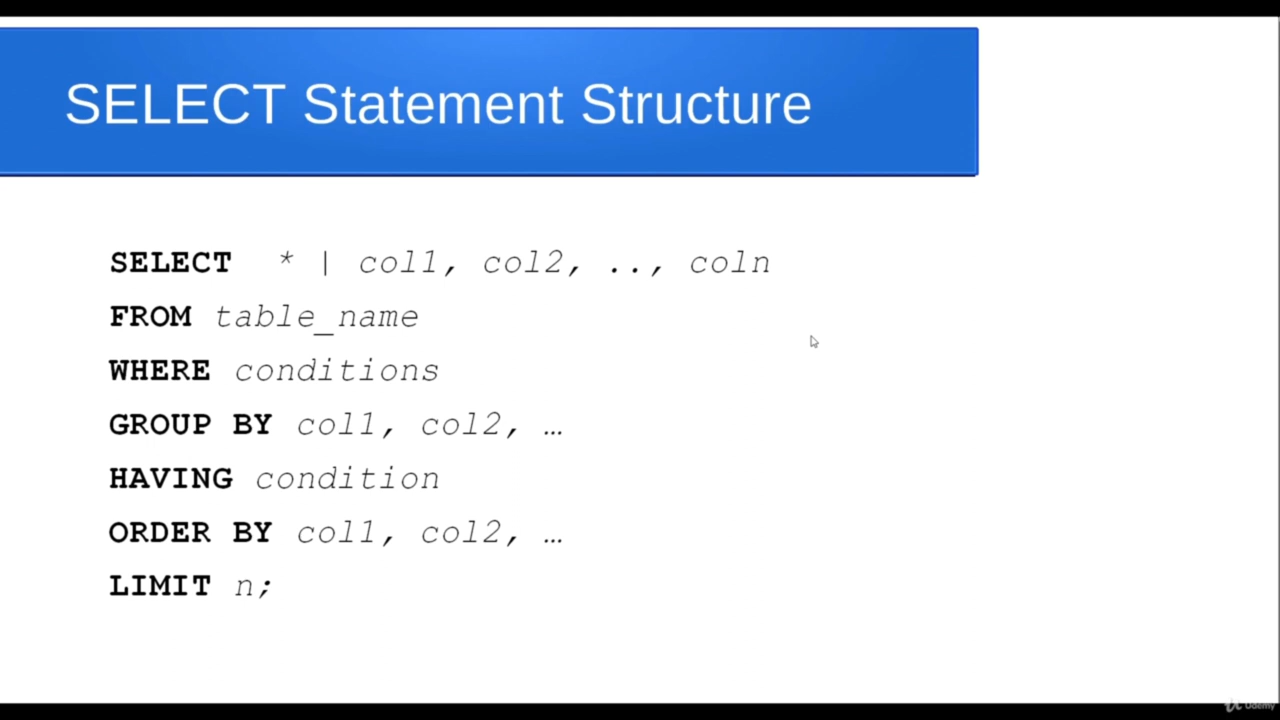 SELECT Statement Structure
SELECT * | col1, col2, .., coln
FROM table_name
WHERE conditions
GROUP BY col1, col2, …
HAVING condition
ORDER BY col1, col2, …
LIMIT n;
Udemy